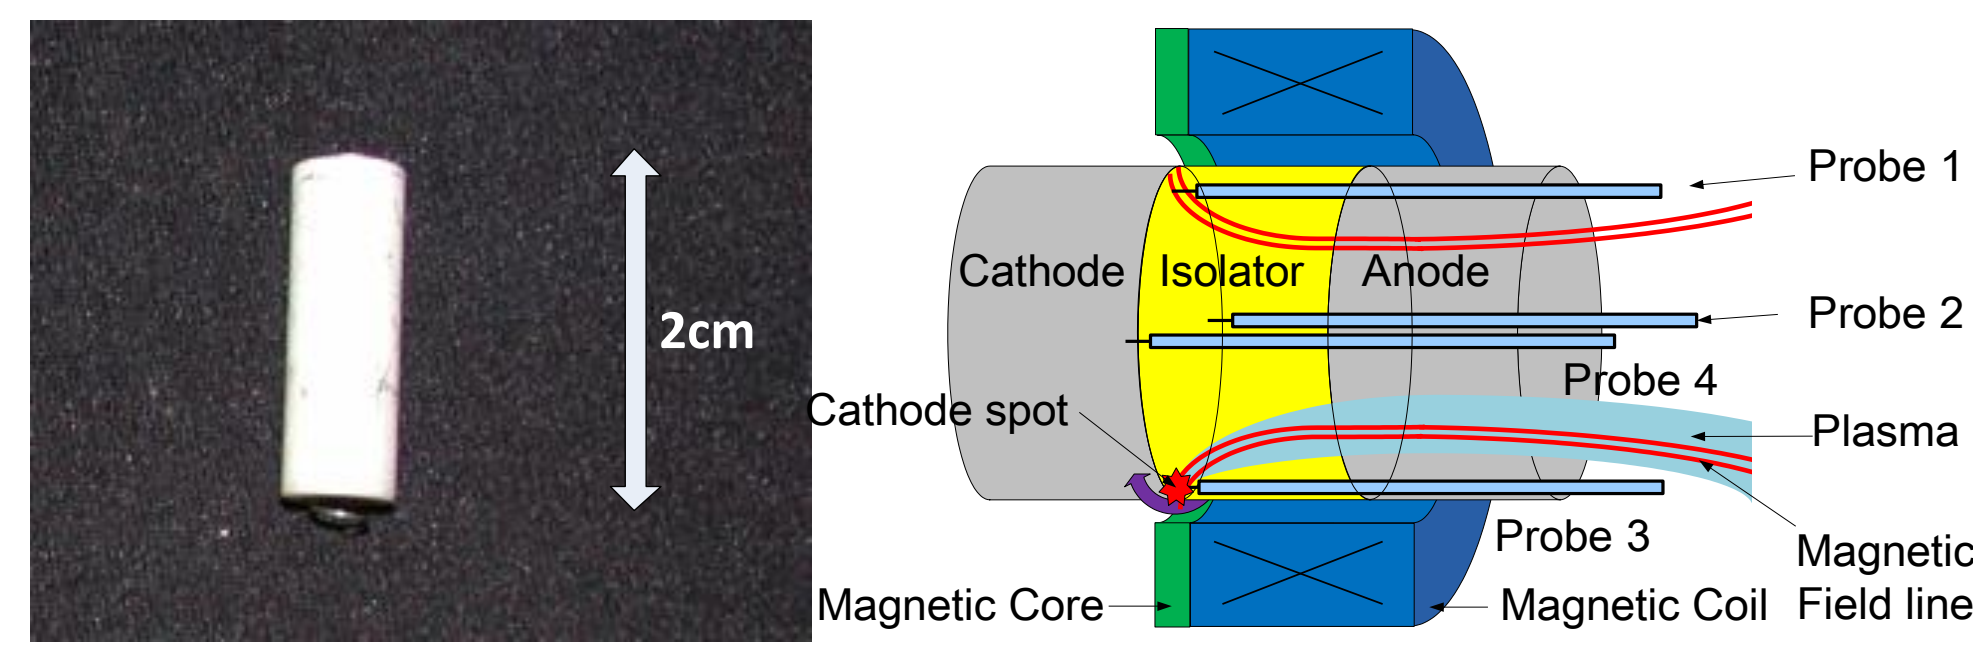 2cm
Probe 1
Cathode
Isolator
Anode
Probe 2
Probe 4
Cathode spot
Plasma
Probe 3
Magnetic
Field line
Magnetic Core
Magnetic Coil